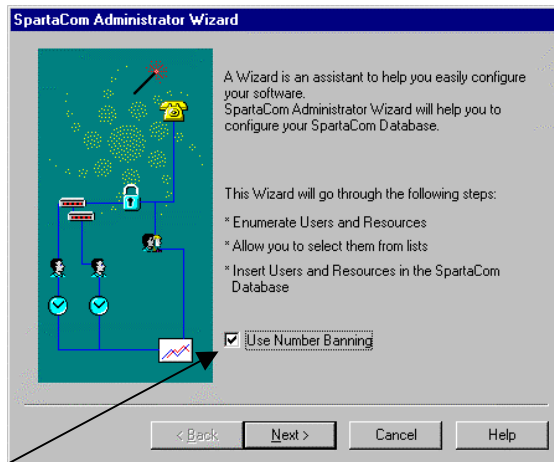 SpartaCom Administrator Wizard
A Wizard is an assistant to help you easily configure
your software.
SpartaCom Administrator Wizard will help you to
configure your SpartaCom Database.
This Wizard will go through the following steps:
* Enumerate Users and Resources
* Allow you to select them from lists
* Insert Users and Resources in the SpartaCom
Database
Use Number Banning
< Back
Next >
Cancel
Help